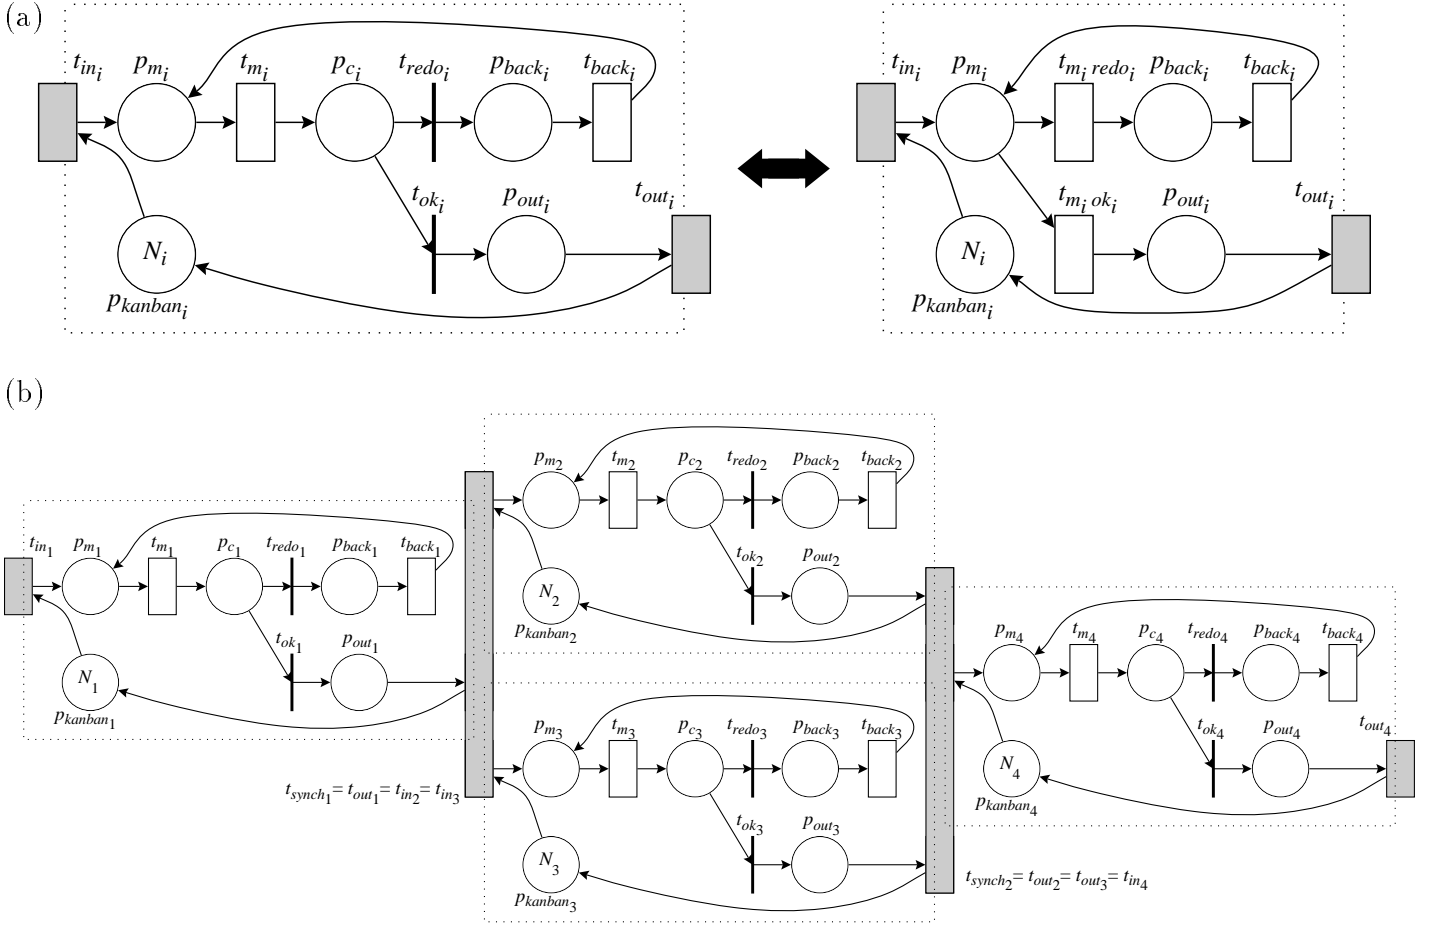 (a)
t_in_i p_m_i t_m_i p_c_i t_redo_i p_back_i t_back_i
t_ok_i p_out_i t_out_i
N_i
p_kanban_i
t_in_i p_m_i t_m_i redo_i p_back_i t_back_i
t_m_i ok_i p_out_i t_out_i
N_i
p_kanban_i
(b)
t_in_1 p_m_1 t_m_1 p_c_1 t_redo_1 p_back_1 t_back_1
t_ok_1 p_out_1
N_1
p_kanban_1
t_synch_1 = t_out_1 = t_in_2 = t_in_3
p_m_2 t_m_2 p_c_2 t_redo_2 p_back_2 t_back_2
t_ok_2 p_out_2
N_2
p_kanban_2
p_m_3 t_m_3 p_c_3 t_redo_3 p_back_3 t_back_3
t_ok_3 p_out_3
N_3
p_kanban_3
t_synch_2 = t_out_2 = t_out_3 = t_in_4
p_m_4 t_m_4 p_c_4 t_redo_4 p_back_4 t_back_4
t_ok_4 p_out_4 t_out_4
N_4
p_kanban_4